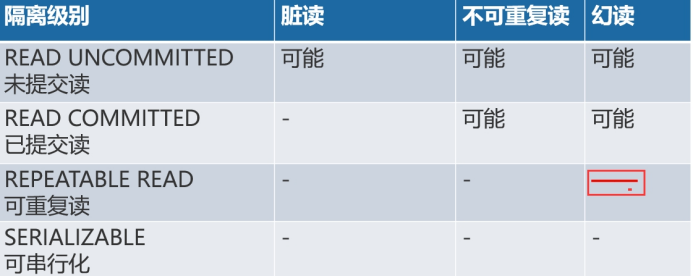 隔离级别 脏读 不可重复读 幻读
READ UNCOMMITTED 可能 可能 可能
未提交读
READ COMMITTED - 可能 可能
已提交读
REPEATABLE READ - -
可重复读
SERIALIZABLE - - -
可串行化